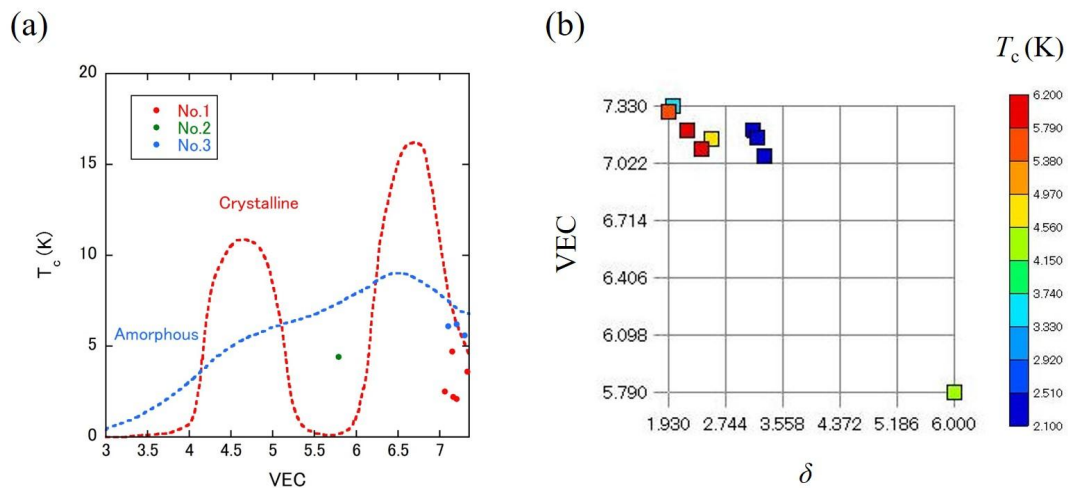 (a)
20
15
10
5
0
T_c (K)
No.1
No.2
No.3
Crystalline
Amorphous
3 3.5 4 4.5 5 5.5 6 6.5 7
VEC
(b)
T_c (K)
7.330
7.022
6.714
6.406
6.098
5.790
VEC
1.930 2.744 3.558 4.372 5.186 6.000
δ
6.200
5.790
5.380
4.970
4.560
4.150
3.740
3.330
2.920
2.510
2.100